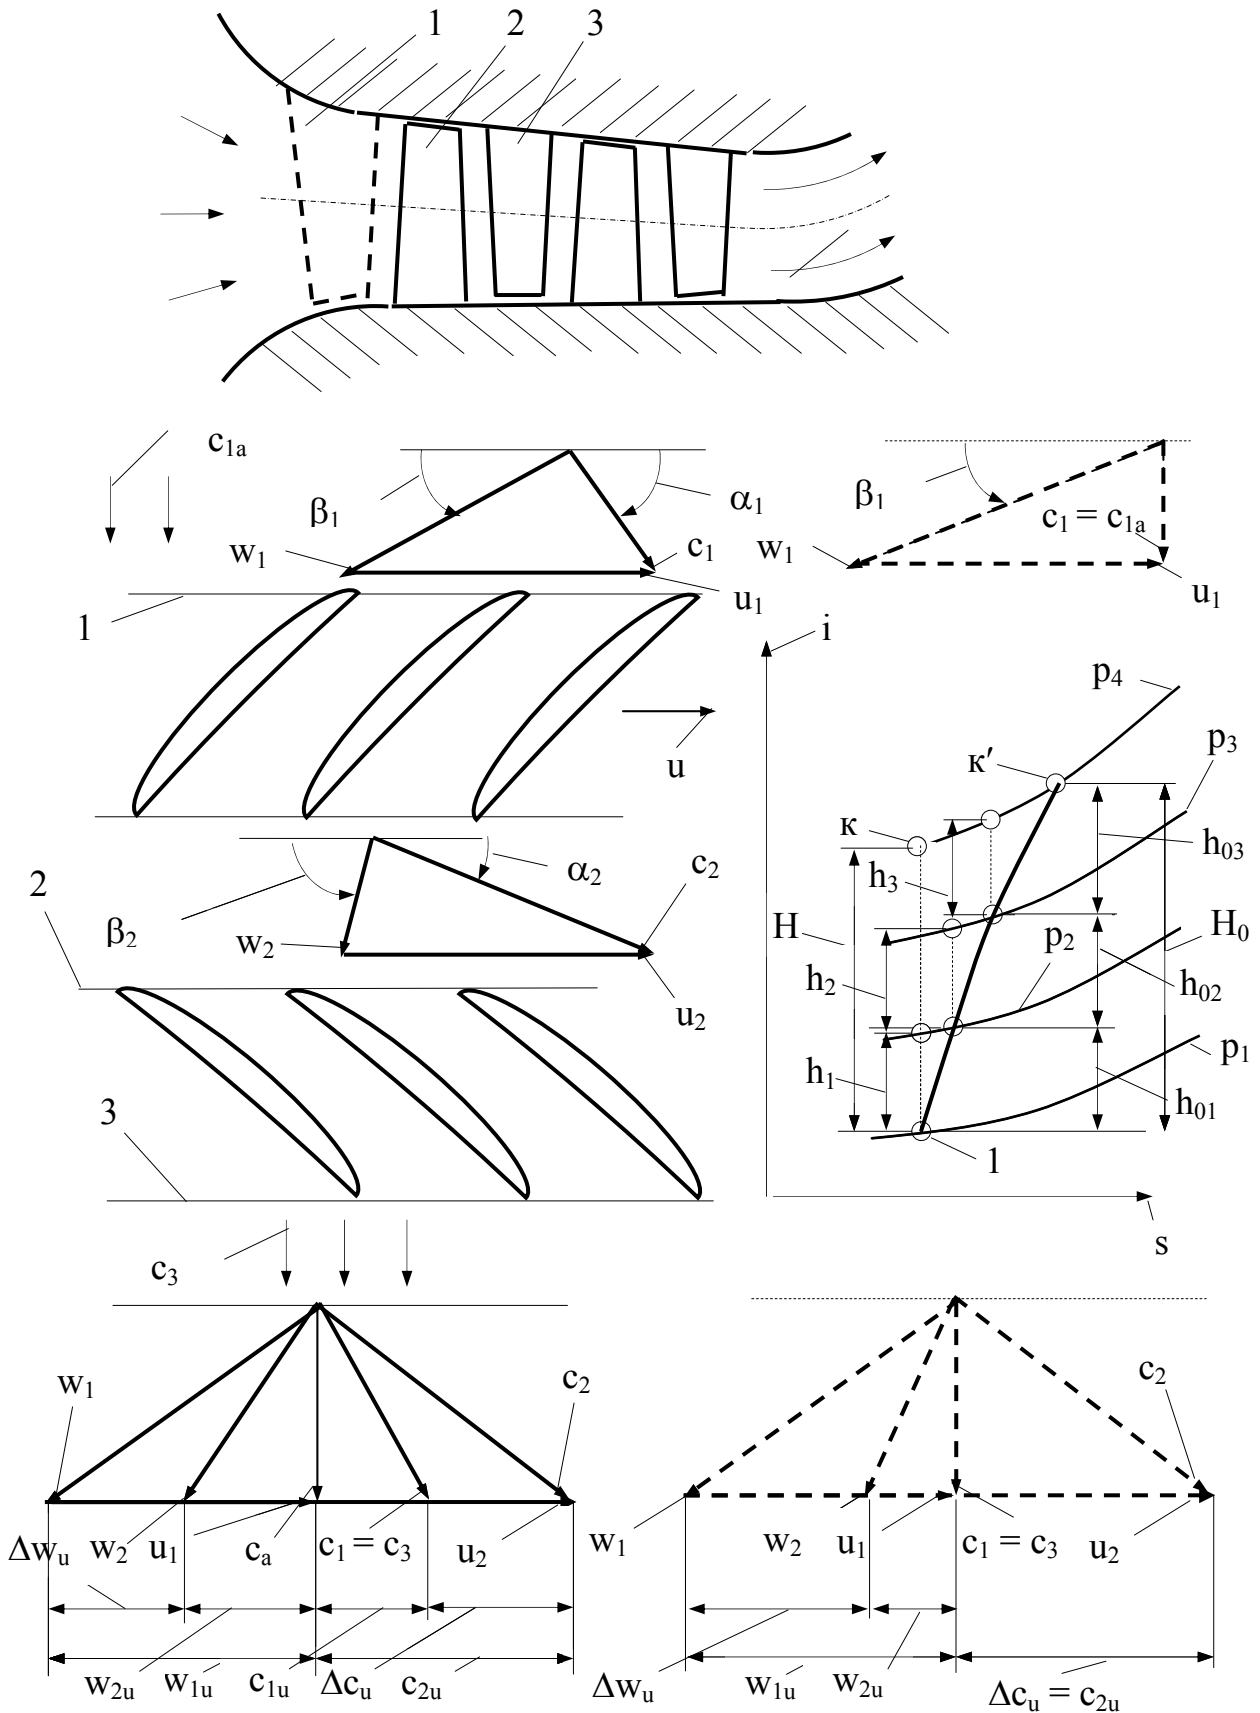 1 2 3
c1a
β1 α1 β1 c1 = c1a
w1 c1 w1
u1 u1
1 i
p4
u κ′ p3
κ
2 α2 c2 h3 h03
β2 w2 H p2 H0
h2 h02
u2
h1 p1
3 h01
1
c3 s
w1 c2 c2
Δwu w2 u1 ca c1 = c3 u2 w1 w2 u1 c1 = c3 u2
w2u w1u c1u Δcu c2u Δwu w1u w2u Δcu = c2u